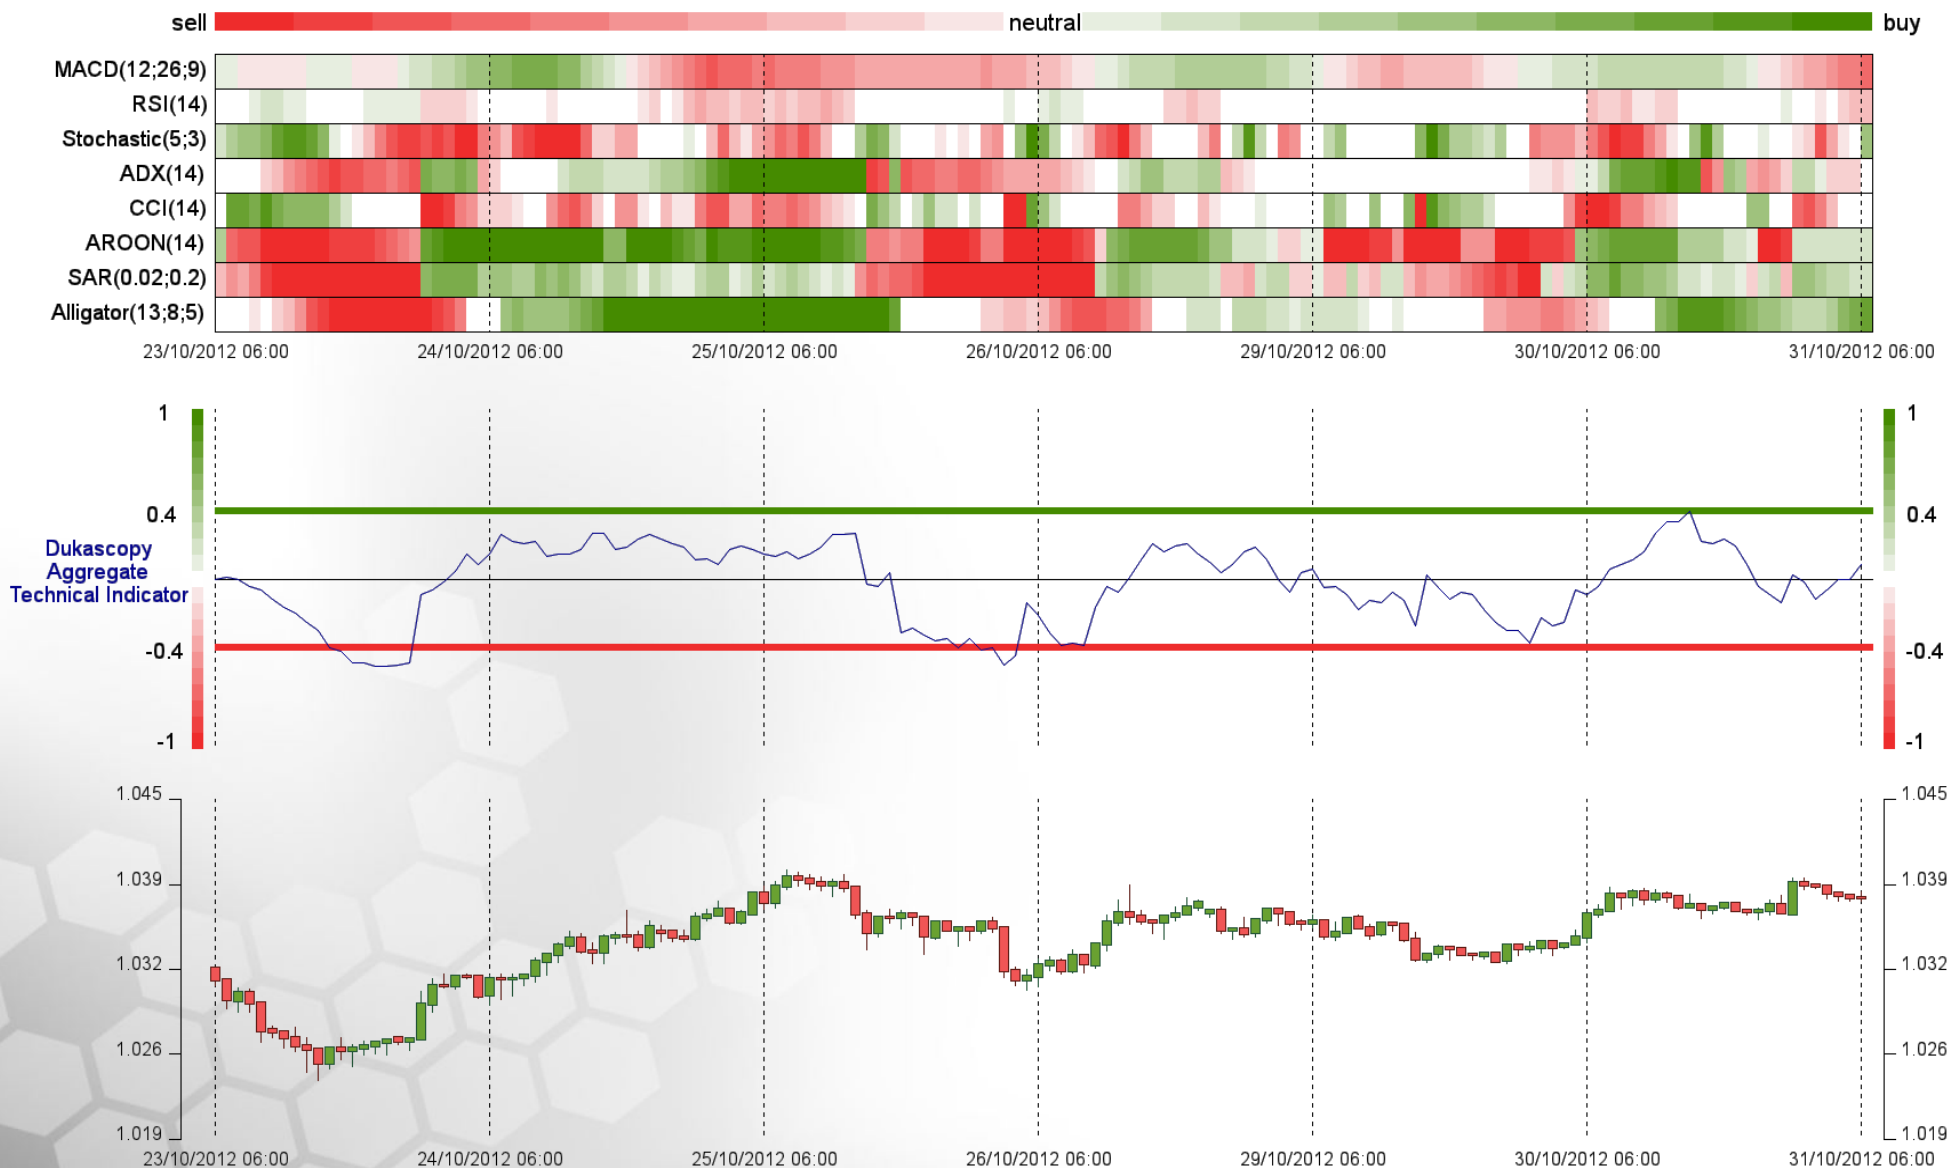 sell neutral buy
MACD(12;26;9)
RSI(14)
Stochastic(5;3)
ADX(14)
CCI(14)
AROON(14)
SAR(0.02;0.2)
Alligator(13;8;5)
23/10/2012 06:00 24/10/2012 06:00 25/10/2012 06:00 26/10/2012 06:00 29/10/2012 06:00 30/10/2012 06:00 31/10/2012 06:00
1 1
0.4 0.4
Dukascopy
Aggregate
Technical Indicator
-0.4 -0.4
-1 -1
1.045 1.045
1.039 1.039
1.032 1.032
1.026 1.026
1.019 1.019
23/10/2012 06:00 24/10/2012 06:00 25/10/2012 06:00 26/10/2012 06:00 29/10/2012 06:00 30/10/2012 06:00 31/10/2012 06:00